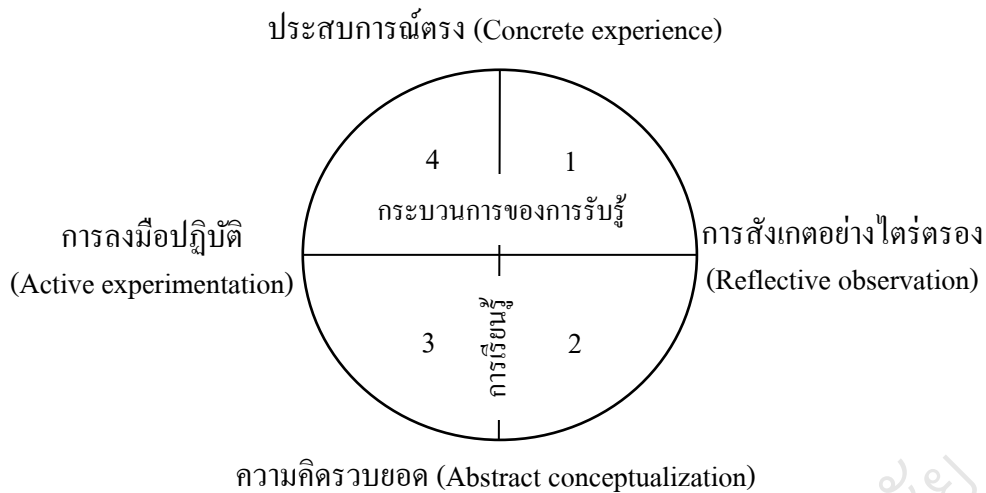 ประสบการณ์ตรง (Concrete experience)
4 1
กระบวนการของการรับรู้
การลงมือปฏิบัติ
(Active experimentation)
การสังเกตอย่างไตร่ตรอง
(Reflective observation)
การเรียนรู้
3 2
ความคิดรวบยอด (Abstract conceptualization)